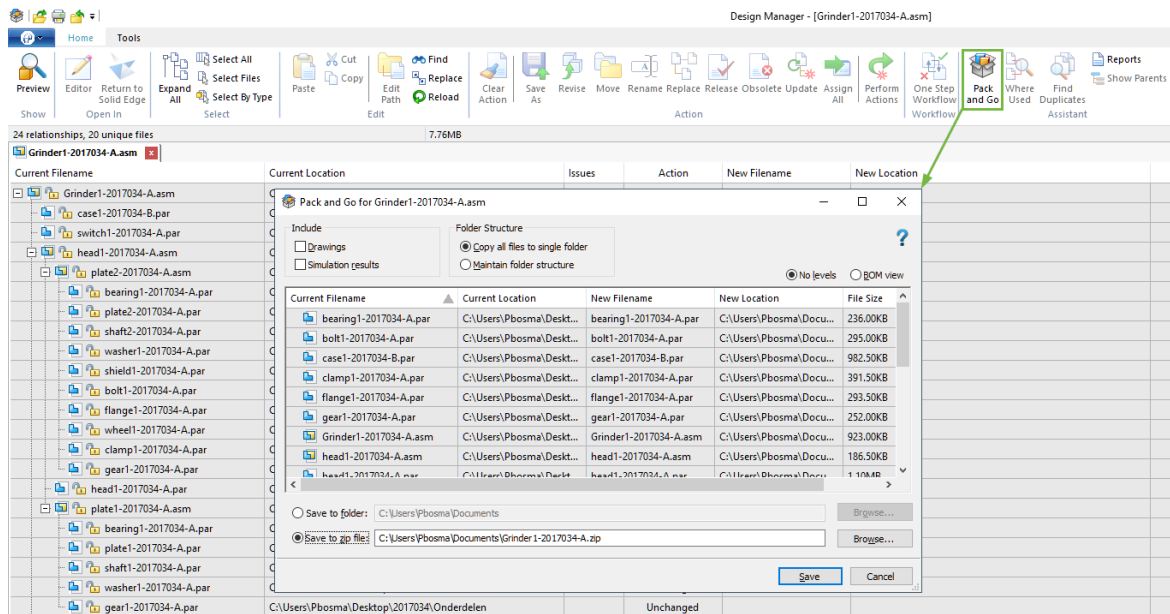 Design Manager - [Grinder1-2017034-A.asm]
Home Tools
Preview
Editor
Return to Solid Edge
Expand All
Select All
Select Files
Select By Type
Paste
Cut
Copy
Edit Path
Find
Replace
Reload
Clear Action
Save As
Revise
Move
Rename
Replace
Release
Obsolete
Update
Assign All
Perform Actions
One Step Workflow
Pack and Go
Where Used
Find Duplicates
Reports
Show Parents
Show Open In Select Edit Action Workflow Assistant
24 relationships, 20 unique files 7.76MB
Grinder1-2017034-A.asm
Current Filename Current Location Issues Action New Filename New Location
Grinder1-2017034-A.asm
case1-2017034-B.par
switch1-2017034-A.par
head1-2017034-A.asm
plate2-2017034-A.asm
bearing1-2017034-A.par
plate2-2017034-A.par
shaft2-2017034-A.par
washer1-2017034-A.par
shield1-2017034-A.par
bolt1-2017034-A.par
flange1-2017034-A.par
wheel1-2017034-A.par
clamp1-2017034-A.par
gear1-2017034-A.par
head1-2017034-A.par
plate1-2017034-A.asm
bearing1-2017034-A.par
plate1-2017034-A.par
shaft1-2017034-A.par
washer1-2017034-A.par
gear1-2017034-A.par C:\Users\Pbosma\Desktop\2017034\Onderdelen Unchanged
Pack and Go for Grinder1-2017034-A.asm
Include
Drawings
Simulation results
Folder Structure
Copy all files to single folder
Maintain folder structure
No levels BOM view
Current Filename Current Location New Filename New Location File Size
bearing1-2017034-A.par C:\Users\Pbosma\Deskt... bearing1-2017034-A.par C:\Users\Pbosma\Docu... 236.00KB
bolt1-2017034-A.par C:\Users\Pbosma\Deskt... bolt1-2017034-A.par C:\Users\Pbosma\Docu... 295.00KB
case1-2017034-B.par C:\Users\Pbosma\Deskt... case1-2017034-B.par C:\Users\Pbosma\Docu... 982.50KB
clamp1-2017034-A.par C:\Users\Pbosma\Deskt... clamp1-2017034-A.par C:\Users\Pbosma\Docu... 391.50KB
flange1-2017034-A.par C:\Users\Pbosma\Deskt... flange1-2017034-A.par C:\Users\Pbosma\Docu... 293.50KB
gear1-2017034-A.par C:\Users\Pbosma\Deskt... gear1-2017034-A.par C:\Users\Pbosma\Docu... 252.00KB
Grinder1-2017034-A.asm C:\Users\Pbosma\Deskt... Grinder1-2017034-A.asm C:\Users\Pbosma\Docu... 923.00KB
head1-2017034-A.asm C:\Users\Pbosma\Deskt... head1-2017034-A.asm C:\Users\Pbosma\Docu... 186.50KB
head1-2017034-A.par C:\Users\Pbosma\Deskt... head1-2017034-A.par C:\Users\Pbosma\Docu... 1.10MB
Save to folder: C:\Users\Pbosma\Documents Browse...
Save to zip file: C:\Users\Pbosma\Documents\Grinder1-2017034-A.zip Browse...
Save Cancel